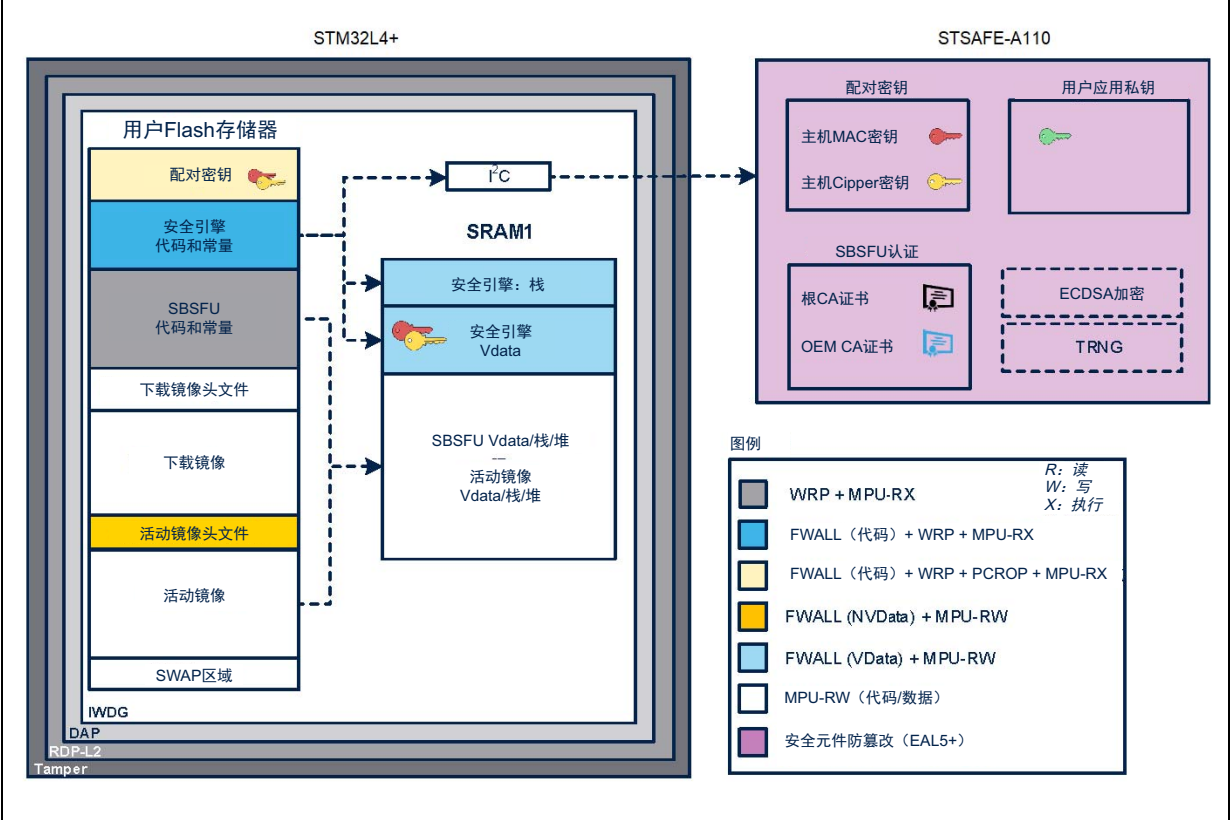 STM32L4+
STSAFE-A110
用户Flash存储器
配对密钥
安全引擎
代码和常量
SBSFU
代码和常量
下载镜像头文件
下载镜像
活动镜像头文件
活动镜像
SWAP区域
IWDG
DAP
RDP-L2
Tamper
I2C
SRAM1
安全引擎：栈
安全引擎
Vdata
SBSFU Vdata/栈/堆
---
活动镜像
Vdata/栈/堆
配对密钥
主机MAC密钥
主机Cipper密钥
用户应用私钥
SBSFU认证
根CA证书
OEM CA证书
ECDSA加密
TRNG
图例
R：读
W：写
X：执行
WRP + MPU-RX
FWALL（代码）+ WRP + MPU-RX
FWALL（代码）+ WRP + PCROP + MPU-RX
FWALL (NVData) + MPU-RW
FWALL (VData) + MPU-RW
MPU-RW（代码/数据）
安全元件防篡改（EAL5+）